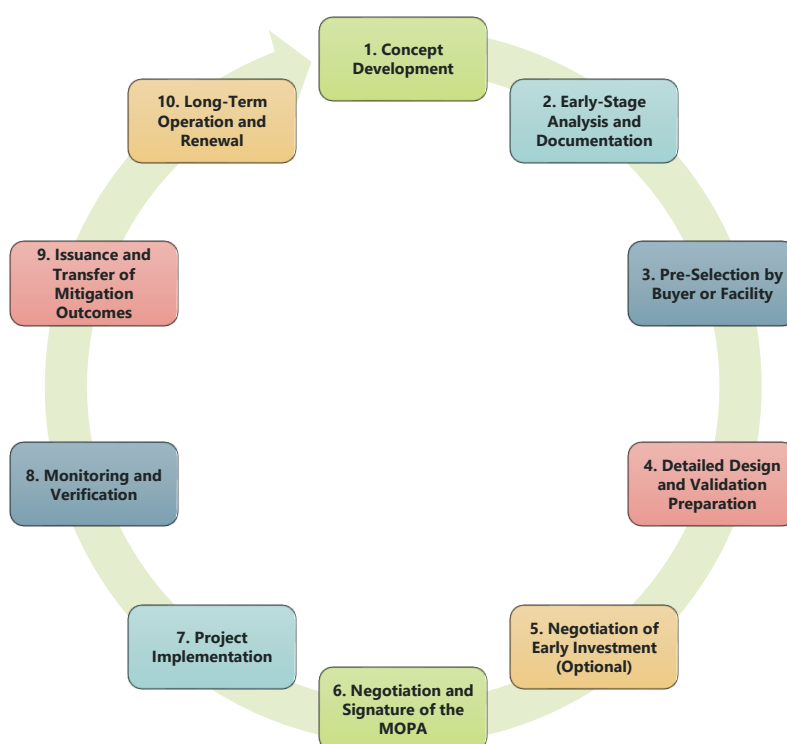 1. Concept
Development
2. Early-Stage
Analysis and
Documentation
3. Pre-Selection by
Buyer or Facility
4. Detailed Design
and Validation
Preparation
5. Negotiation of
Early Investment
(Optional)
6. Negotiation and
Signature of the
MOPA
7. Project
Implementation
8. Monitoring and
Verification
9. Issuance and
Transfer of
Mitigation
Outcomes
10. Long-Term
Operation and
Renewal